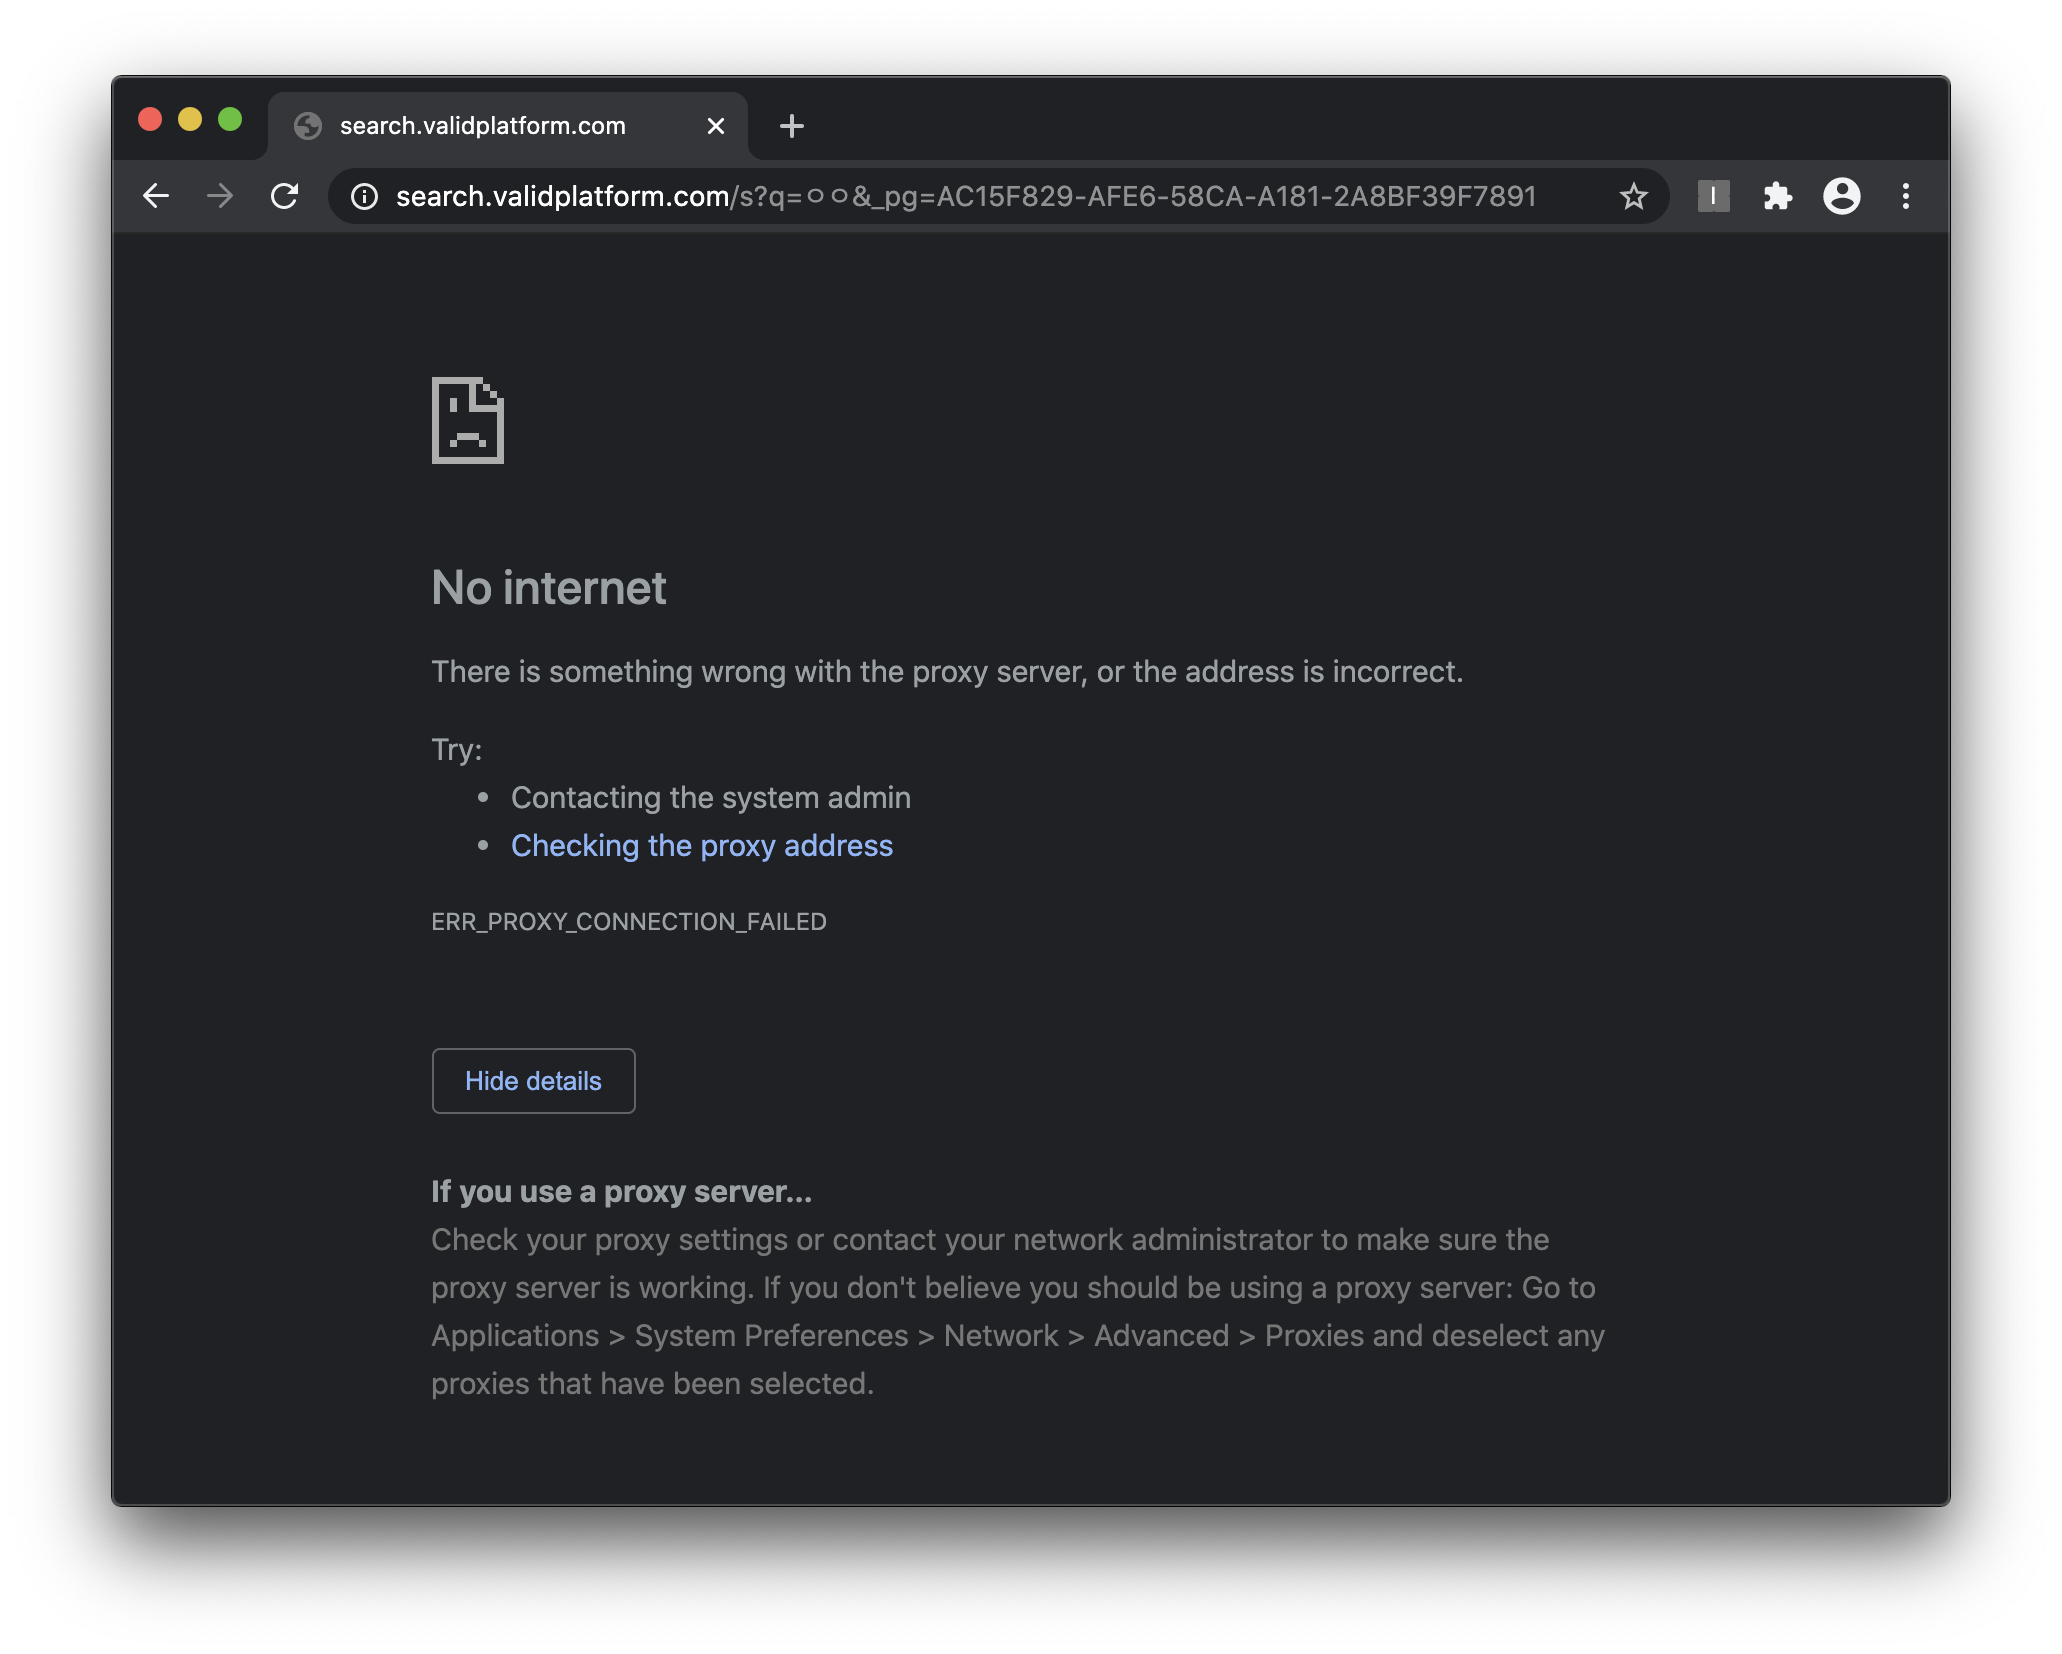 search.validplatform.com
search.validplatform.com/s?q=ㅇㅇ&_pg=AC15F829-AFE6-58CA-A181-2A8BF39F7891
I
No internet
There is something wrong with the proxy server, or the address is incorrect.
Try:
• Contacting the system admin
• Checking the proxy address
ERR_PROXY_CONNECTION_FAILED
Hide details
If you use a proxy server...
Check your proxy settings or contact your network administrator to make sure the
proxy server is working. If you don't believe you should be using a proxy server: Go to
Applications > System Preferences > Network > Advanced > Proxies and deselect any
proxies that have been selected.